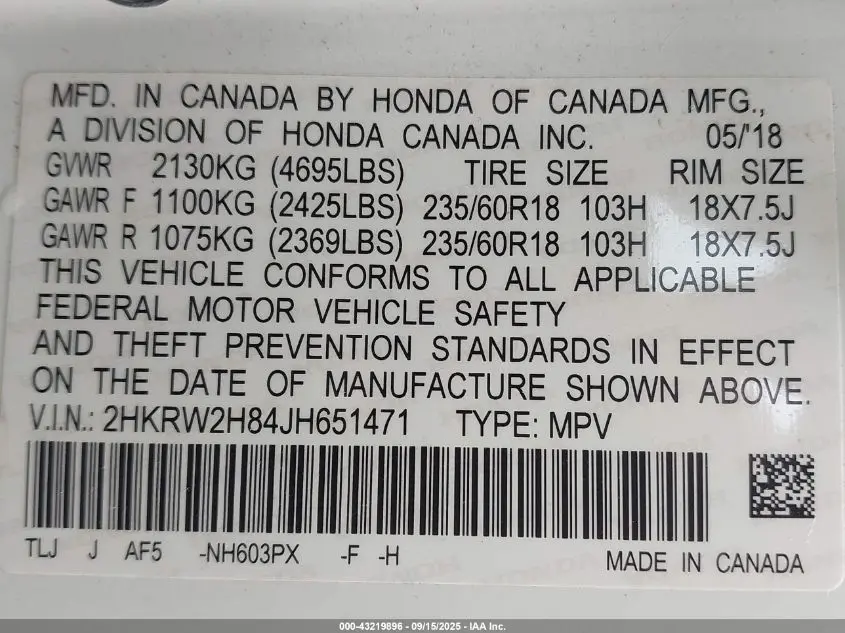 MFD. IN CANADA BY HONDA OF CANADA MFG.,
A DIVISION OF HONDA CANADA INC. 05/'18
GVWR 2130KG (4695LBS) TIRE SIZE RIM SIZE
GAWR F 1100KG (2425LBS) 235/60R18 103H 18X7.5J
GAWR R 1075KG (2369LBS) 235/60R18 103H 18X7.5J
THIS VEHICLE CONFORMS TO ALL APPLICABLE
FEDERAL MOTOR VEHICLE SAFETY
AND THEFT PREVENTION STANDARDS IN EFFECT
ON THE DATE OF MANUFACTURE SHOWN ABOVE.
V.I.N.: 2HKRW2H84JH651471 TYPE: MPV
TLJ J AF5 -NH603PX -F -H MADE IN CANADA
000-43219896 - 09/15/2025 - IAA Inc.